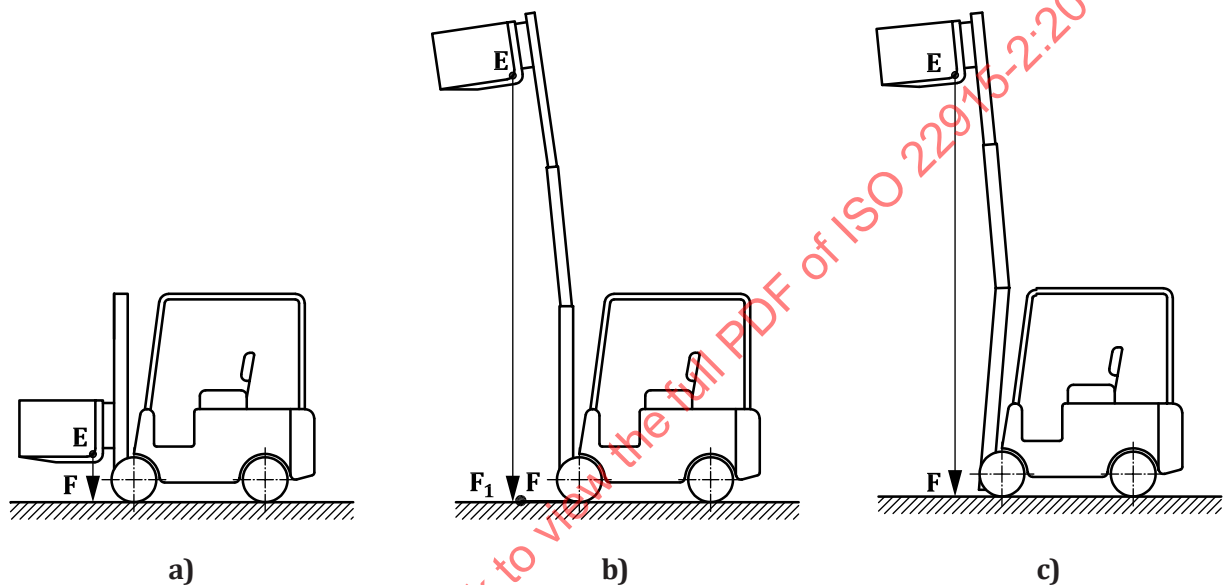 E
F
a)
E
F₁ F
b)
E
F
c)
k to view the full PDF of ISO 22915-2:20